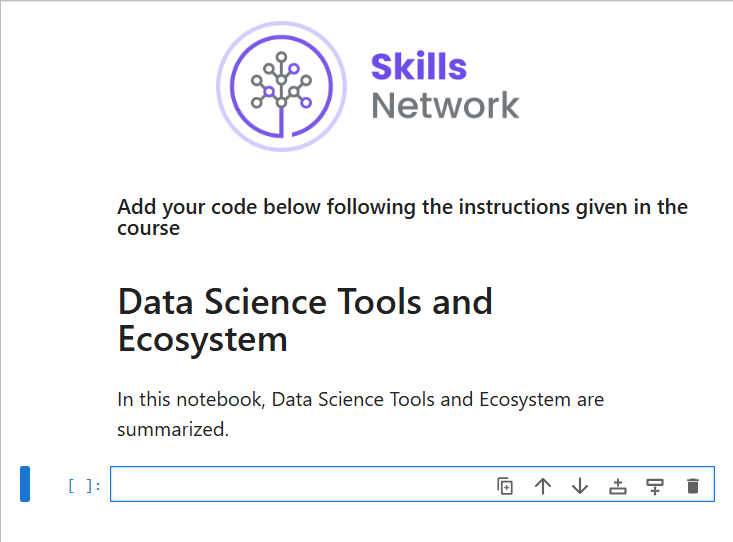 Skills
Network
Add your code below following the instructions given in the
course
Data Science Tools and
Ecosystem
In this notebook, Data Science Tools and Ecosystem are
summarized.
[ ]: